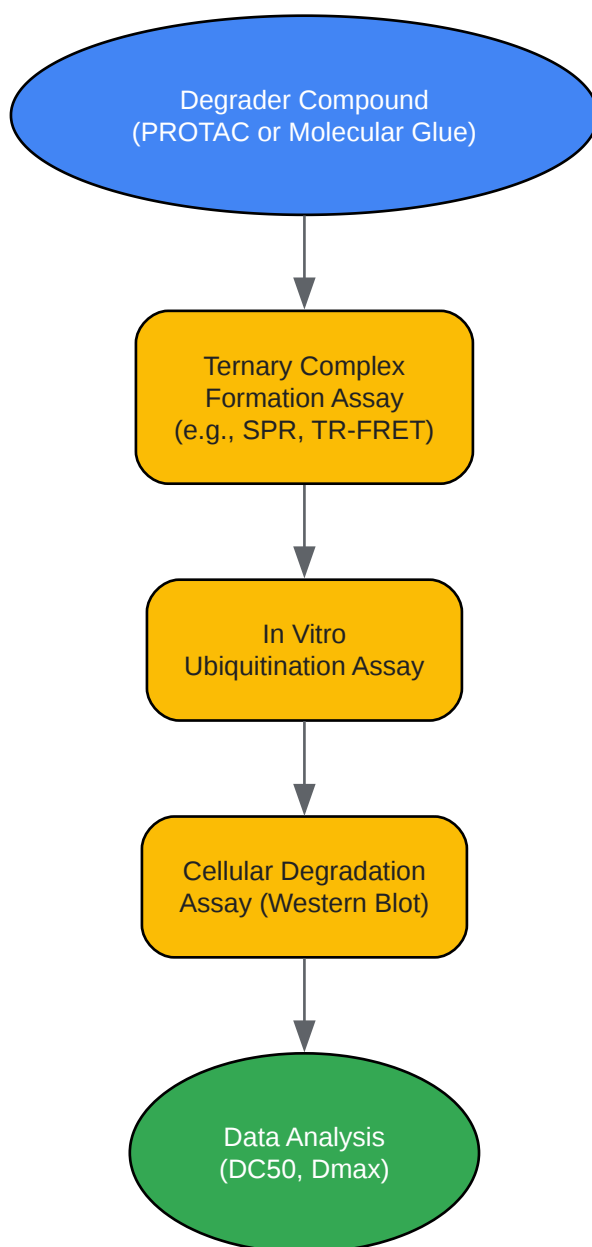 Degrader Compound
(PROTAC or Molecular Glue)
Ternary Complex
Formation Assay
(e.g., SPR, TR-FRET)
In Vitro
Ubiquitination Assay
Cellular Degradation
Assay (Western Blot)
Data Analysis
(DC50, Dmax)